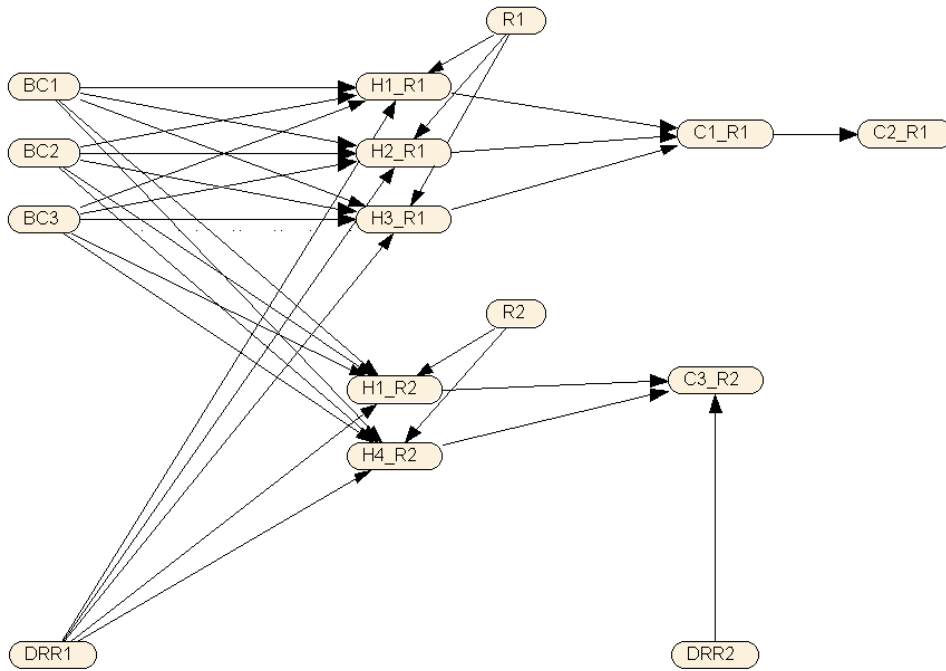 R1
BC1
H1_R1
BC2
H2_R1
C1_R1
C2_R1
BC3
H3_R1
R2
H1_R2
C3_R2
H4_R2
DRR1
DRR2